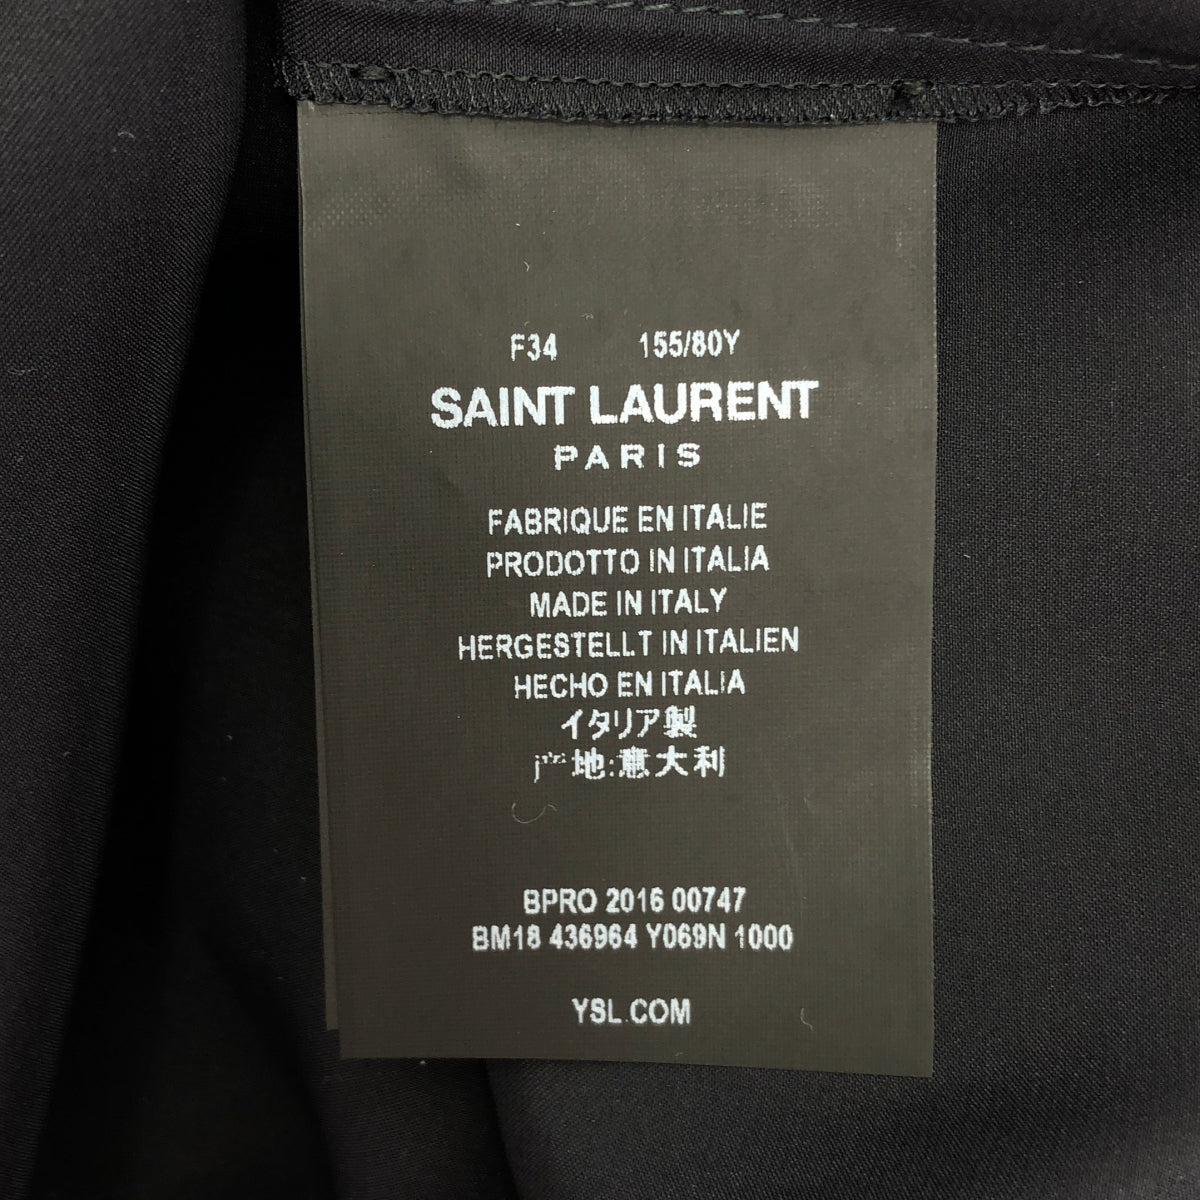 F34 155/80Y
SAINT LAURENT
PARIS
FABRIQUE EN ITALIE
PRODOTTO IN ITALIA
MADE IN ITALY
HERGESTELLT IN ITALIEN
HECHO EN ITALIA
イタリア製
产地:意大利
BPRO 2016 00747
BM18 436964 Y069N 1000
YSL.COM